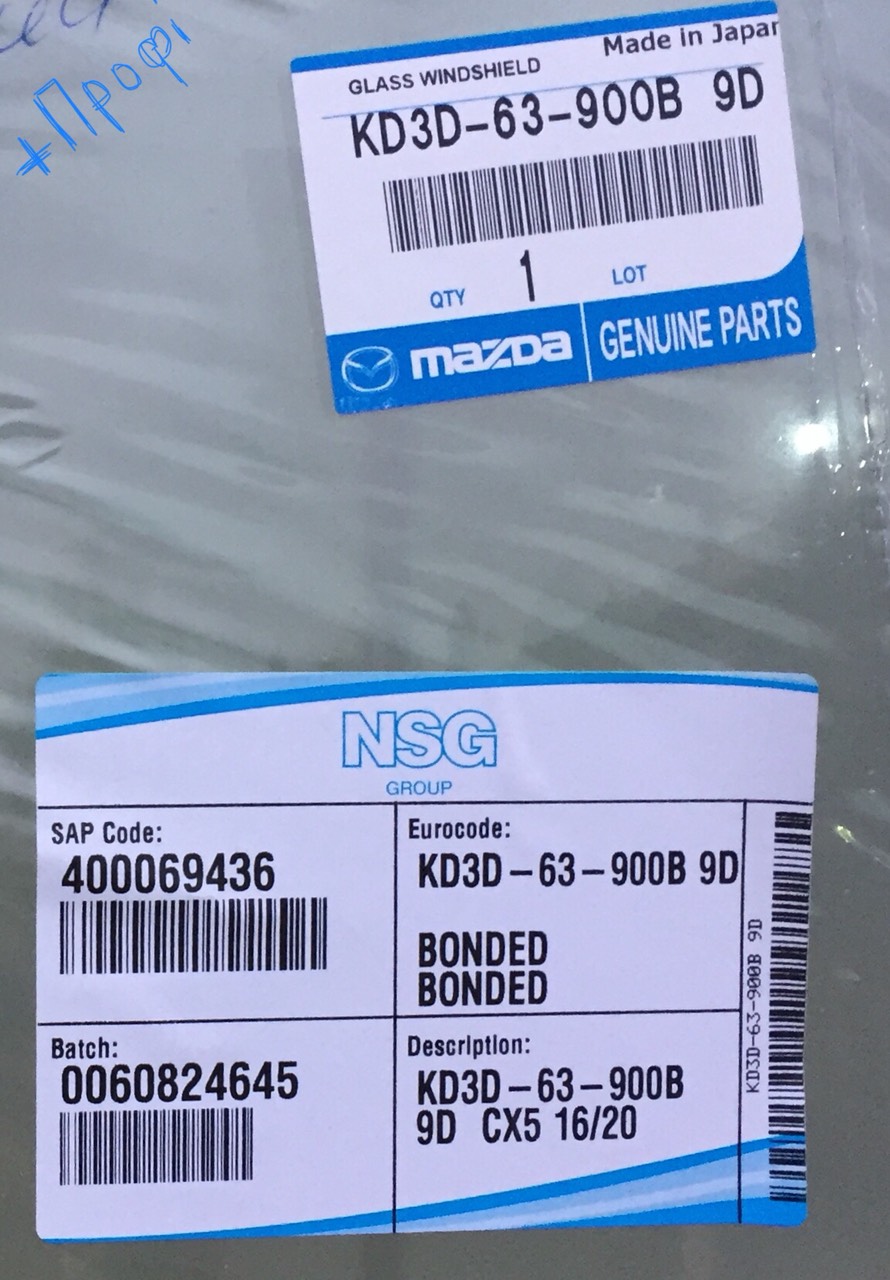 +Проф
Made in Japan
GLASS WINDSHIELD
KD3D-63-900B 9D
QTY 1 LOT
mazda GENUINE PARTS
NSG
GROUP
SAP Code:
400069436
Eurocode:
KD3D-63-900B 9D
BONDED
BONDED
Batch:
0060824645
Description:
KD3D-63-900B
9D CX5 16/20
KD3D-63-900B 9D